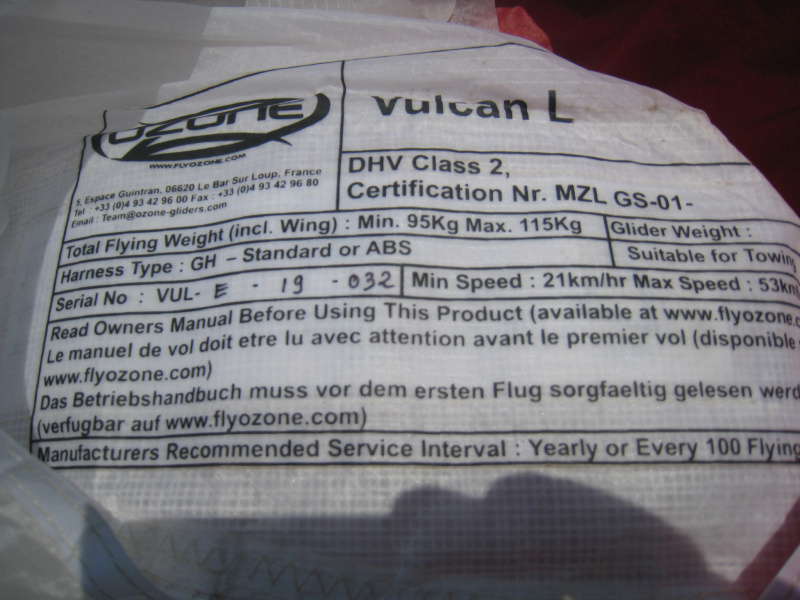 OZONE
WWW.FLYOZONE.COM
5, Espace Guintran, 06620 Le Bar Sur Loup, France
Tel : +33 (0)4 93 42 96 00 Fax : +33 (0)4 93 42 96 80
Email : Team@ozone-gliders.com
Vulcan L
DHV Class 2,
Certification Nr. MZL GS-01-
Total Flying Weight (incl. Wing) : Min. 95Kg Max. 115Kg
Glider Weight :
Harness Type : GH – Standard or ABS
Suitable for Towing
Serial No : VUL- E - 19 - 032
Min Speed : 21km/hr Max Speed : 53km/
Read Owners Manual Before Using This Product (available at www.flyozone.
Le manuel de vol doit etre lu avec attention avant le premier vol (disponible
www.flyozone.com)
Das Betriebshandbuch muss vor dem ersten Flug sorgfaeltig gelesen werd
(verfugbar auf www.flyozone.com)
Manufacturers Recommended Service Interval : Yearly or Every 100 Flying